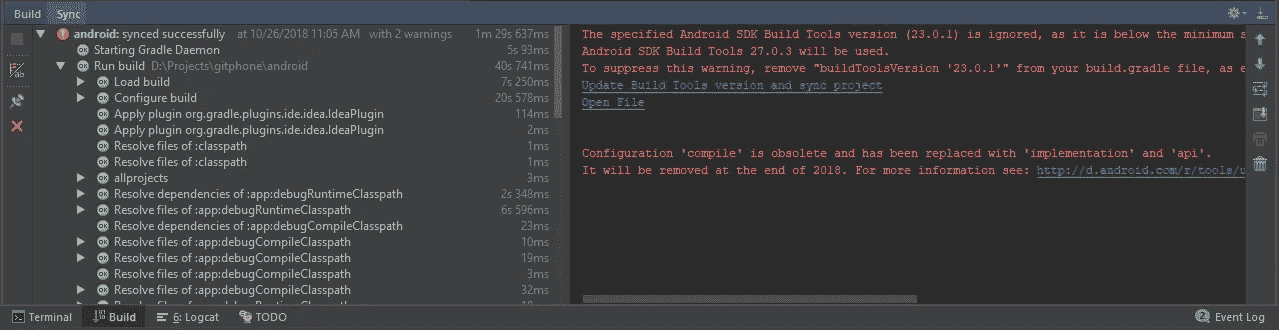 Build Sync
android: synced successfully at 10/26/2018 11:05 AM with 2 warnings 1m 29s 637ms
Starting Gradle Daemon 5s 93ms
Run build D:\Projects\gitphone\android 40s 741ms
Load build 7s 250ms
Configure build 20s 578ms
Apply plugin org.gradle.plugins.ide.idea.IdeaPlugin 114ms
Apply plugin org.gradle.plugins.ide.idea.IdeaPlugin 2ms
Resolve files of :classpath 1ms
Resolve files of :classpath 1ms
allprojects 3ms
Resolve dependencies of :app:debugRuntimeClasspath 2s 348ms
Resolve files of :app:debugRuntimeClasspath 6s 596ms
Resolve dependencies of :app:debugCompileClasspath 23ms
Resolve files of :app:debugCompileClasspath 10ms
Resolve files of :app:debugCompileClasspath 19ms
Resolve files of :app:debugCompileClasspath 3ms
Resolve files of :app:debugCompileClasspath 32ms
The specified Android SDK Build Tools version (23.0.1) is ignored, as it is below the minimum s
Android SDK Build Tools 27.0.3 will be used.
To suppress this warning, remove "buildToolsVersion '23.0.1'" from your build.gradle file, as e
Update Build Tools version and sync project
Open File
Configuration 'compile' is obsolete and has been replaced with 'implementation' and 'api'.
It will be removed at the end of 2018. For more information see: http://d.android.com/r/tools/u
Terminal Build 6: Logcat TODO Event Log